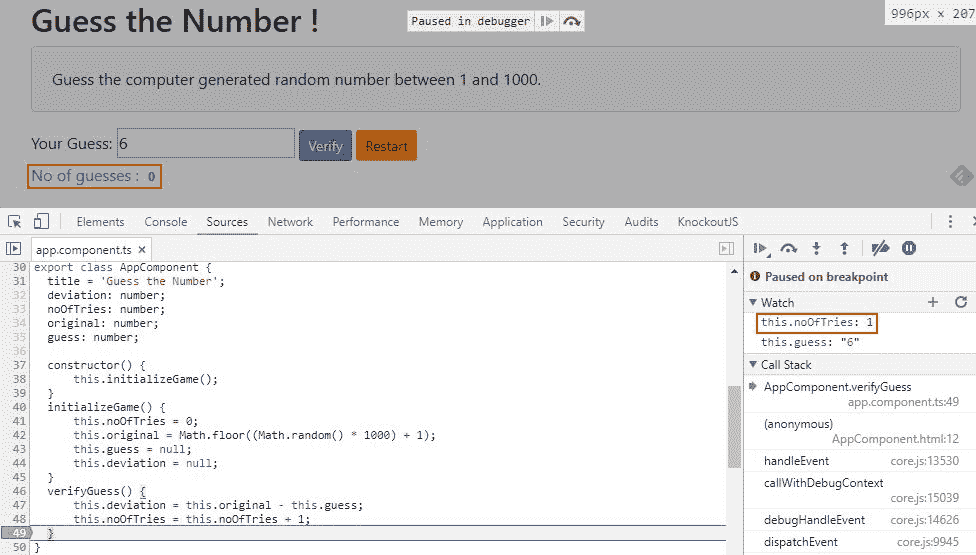 Guess the Number !
Paused in debugger
996px × 207
Guess the computer generated random number between 1 and 1000.
Your Guess: 6 Verify Restart
No of guesses : 0
Elements Console Sources Network Performance Memory Application Security Audits KnockoutJS
app.component.ts ×
30 export class AppComponent {
31 title = 'Guess the Number';
32 deviation: number;
33 noOfTries: number;
34 original: number;
35 guess: number;
36
37 constructor() {
38 this.initializeGame();
39 }
40 initializeGame() {
41 this.noOfTries = 0;
42 this.original = Math.floor((Math.random() * 1000) + 1);
43 this.guess = null;
44 this.deviation = null;
45 }
46 verifyGuess() {
47 this.deviation = this.original - this.guess;
48 this.noOfTries = this.noOfTries + 1;
49 }
50 }
Paused on breakpoint
Watch
this.noOfTries: 1
this.guess: "6"
Call Stack
AppComponent.verifyGuess
app.component.ts:49
(anonymous)
AppComponent.html:12
handleEvent core.js:13530
callWithDebugContext
core.js:15039
debugHandleEvent core.js:14626
dispatchEvent core.js:9945